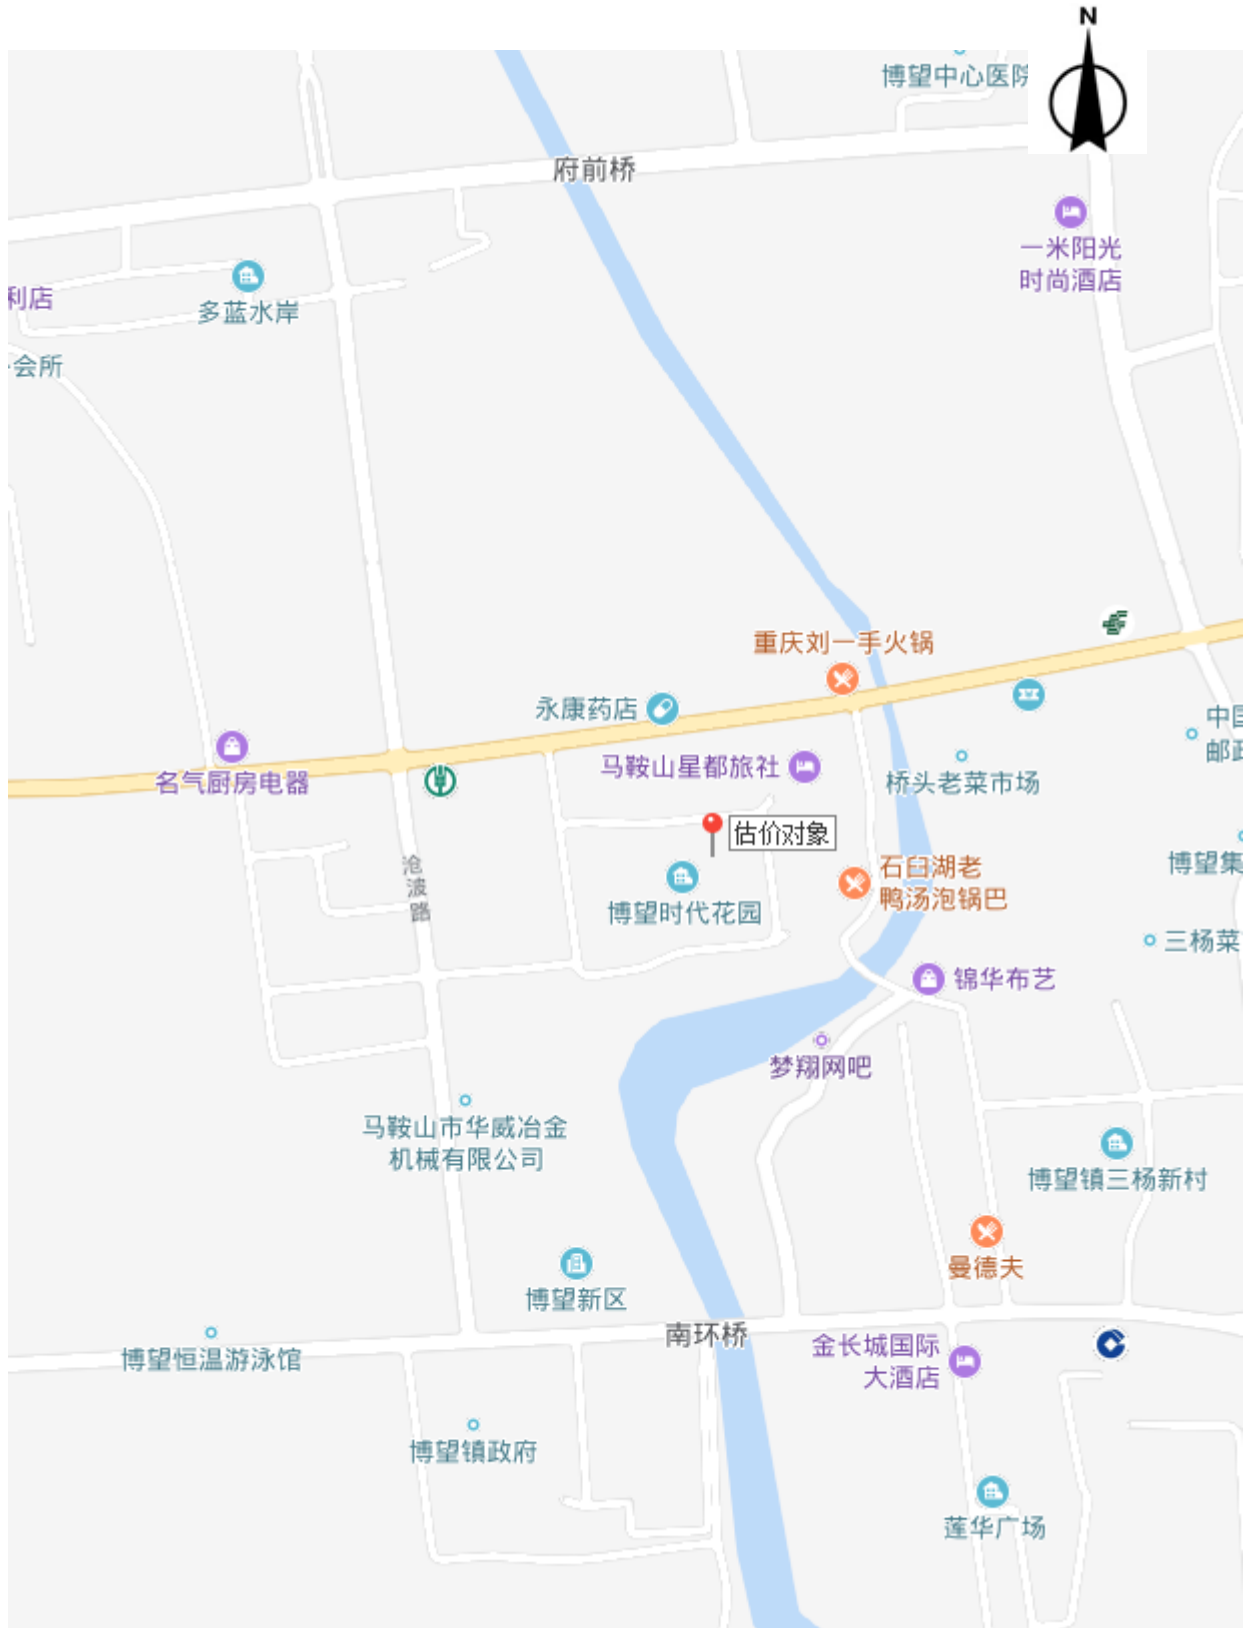 N
博望中心医院
府前桥
一米阳光
时尚酒店
利店
多蓝水岸
会所
重庆刘一手火锅
永康药店
中国
邮政
名气厨房电器
马鞍山星都旅社
桥头老菜市场
估价对象
沧波路
博望集
石臼湖老
鸭汤泡锅巴
博望时代花园
三杨菜
锦华布艺
梦翔网吧
马鞍山市华威冶金
机械有限公司
博望镇三杨新村
曼德夫
博望新区
南环桥
博望恒温游泳馆
金长城国际
大酒店
博望镇政府
莲华广场